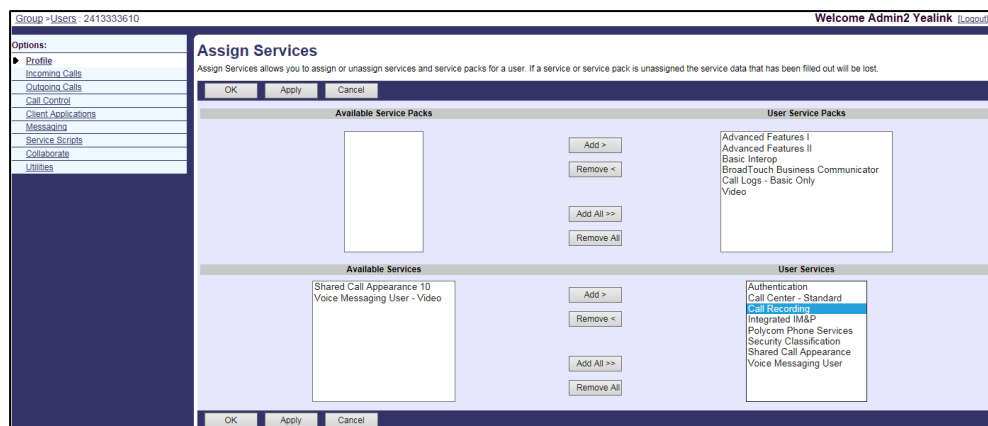 Group >Users : 2413333610
Welcome Admin2 Yealink [Logout]
Options:
Profile
Incoming Calls
Outgoing Calls
Call Control
Client Applications
Messaging
Service Scripts
Collaborate
Utilities
Assign Services
Assign Services allows you to assign or unassign services and service packs for a user. If a service or service pack is unassigned the service data that has been filled out will be lost.
OK Apply Cancel
Available Service Packs
User Service Packs
Add >
Remove <
Add All >>
Remove All
Advanced Features I
Advanced Features II
Basic Interop
BroadTouch Business Communicator
Call Logs - Basic Only
Video
Available Services
User Services
Shared Call Appearance 10
Voice Messaging User - Video
Add >
Remove <
Add All >>
Remove All
Authentication
Call Center - Standard
Call Recording
Integrated IM&P
Polycom Phone Services
Security Classification
Shared Call Appearance
Voice Messaging User
OK Apply Cancel